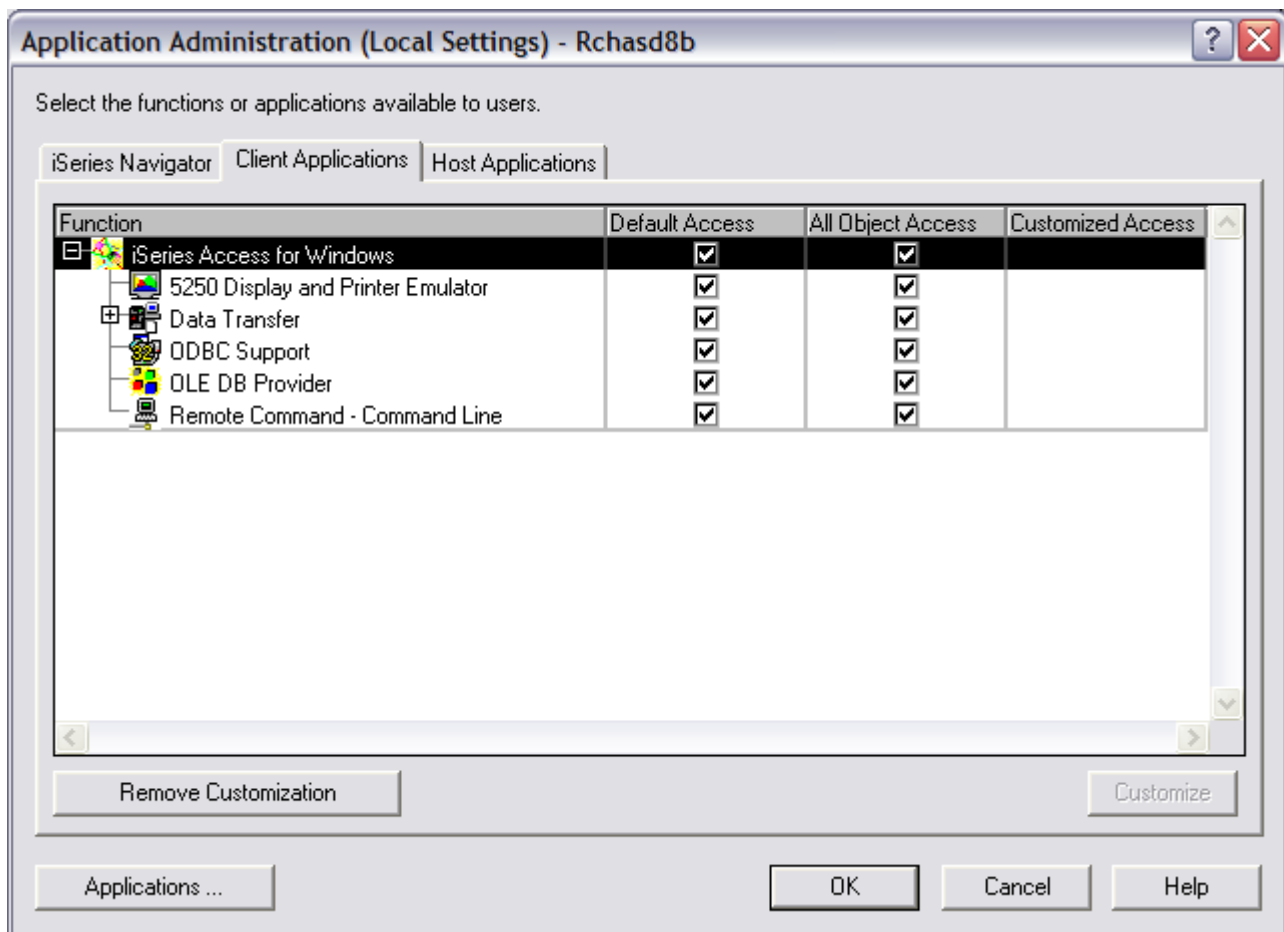 Application Administration (Local Settings) - Rchasd8b
Select the functions or applications available to users.
iSeries Navigator Client Applications Host Applications
Function Default Access All Object Access Customized Access
iSeries Access for Windows
5250 Display and Printer Emulator
Data Transfer
ODBC Support
OLE DB Provider
Remote Command - Command Line
Remove Customization Customize
Applications ... OK Cancel Help